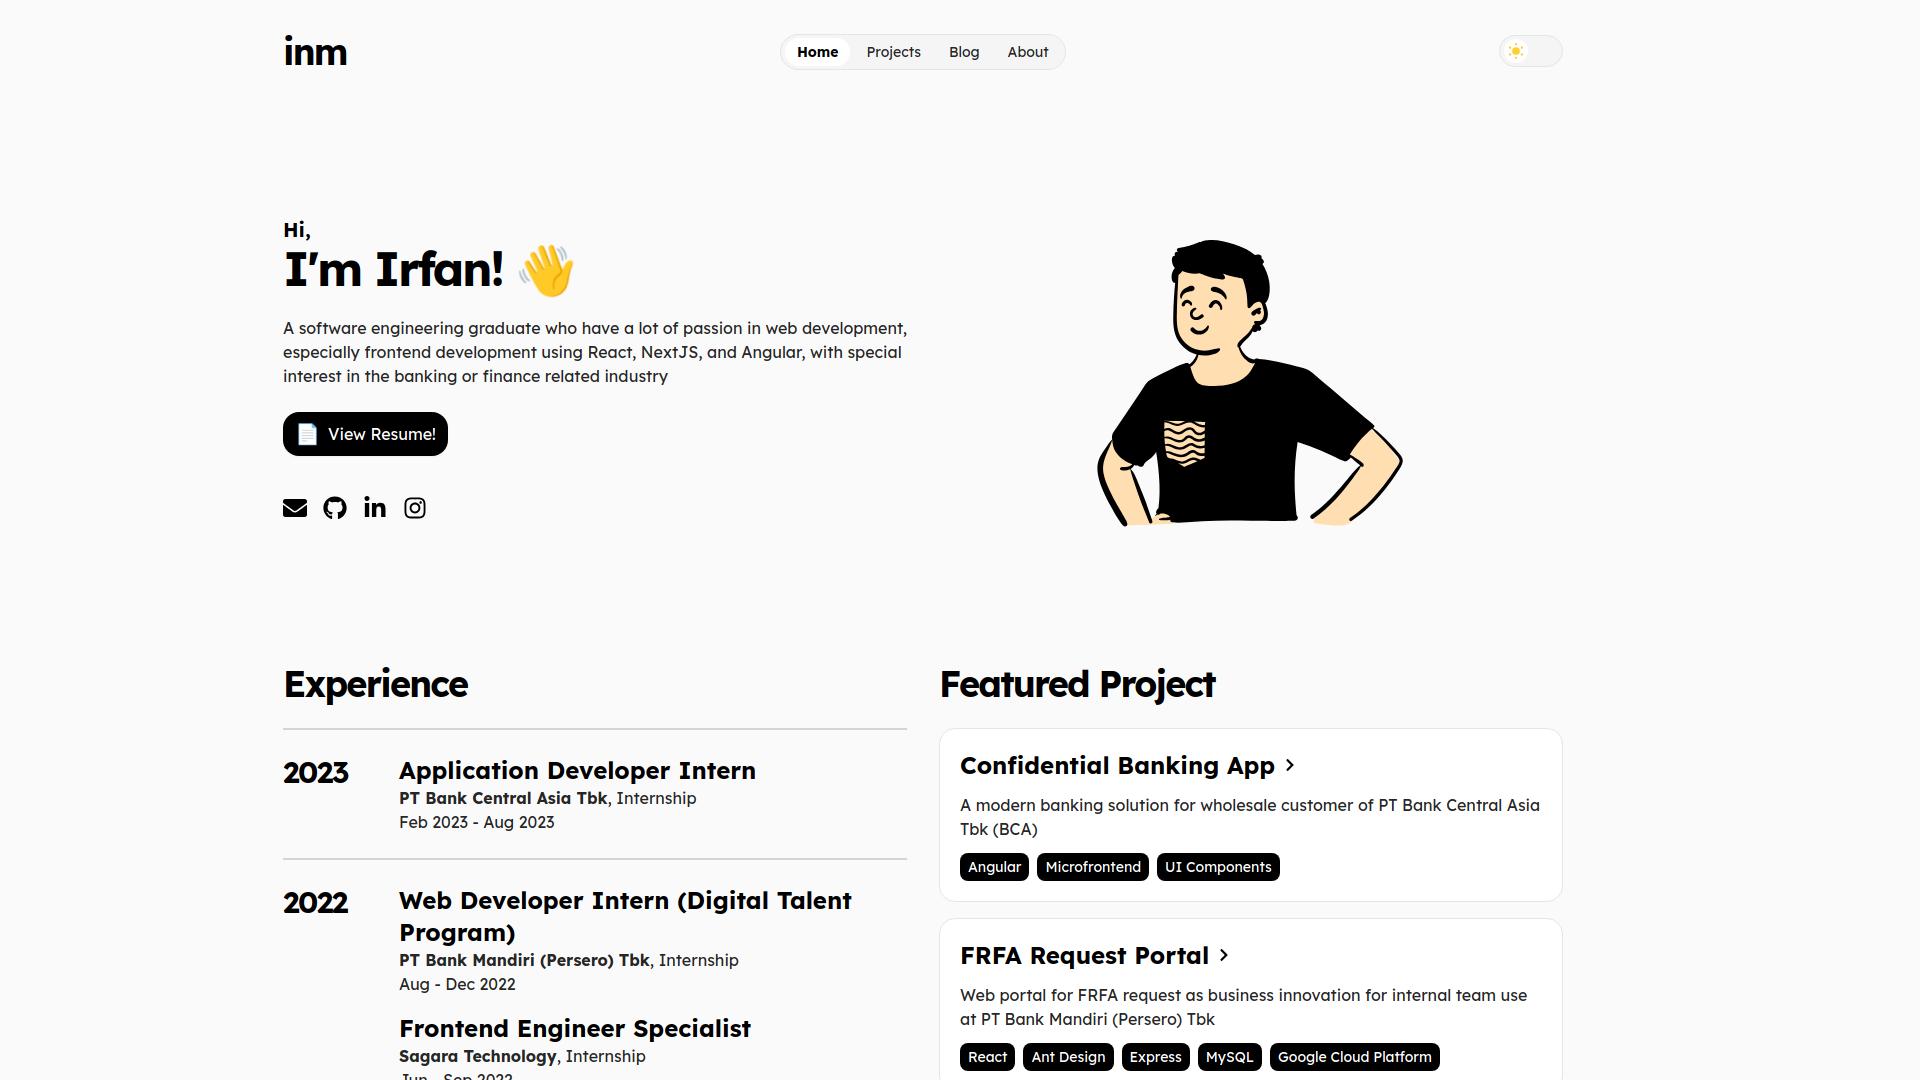 inm
Home
Projects
Blog
About
Hi,
I'm Irfan! 👋
A software engineering graduate who have a lot of passion in web development,
especially frontend development using React, NextJS, and Angular, with special
interest in the banking or finance related industry
View Resume!
Experience
2023
Application Developer Intern
PT Bank Central Asia Tbk, Internship
Feb 2023 - Aug 2023
2022
Web Developer Intern (Digital Talent
Program)
PT Bank Mandiri (Persero) Tbk, Internship
Aug - Dec 2022
Frontend Engineer Specialist
Sagara Technology, Internship
Jun - Sep 2022
Featured Project
Confidential Banking App
A modern banking solution for wholesale customer of PT Bank Central Asia
Tbk (BCA)
Angular
Microfrontend
UI Components
FRFA Request Portal
Web portal for FRFA request as business innovation for internal team use
at PT Bank Mandiri (Persero) Tbk
React
Ant Design
Express
MySQL
Google Cloud Platform